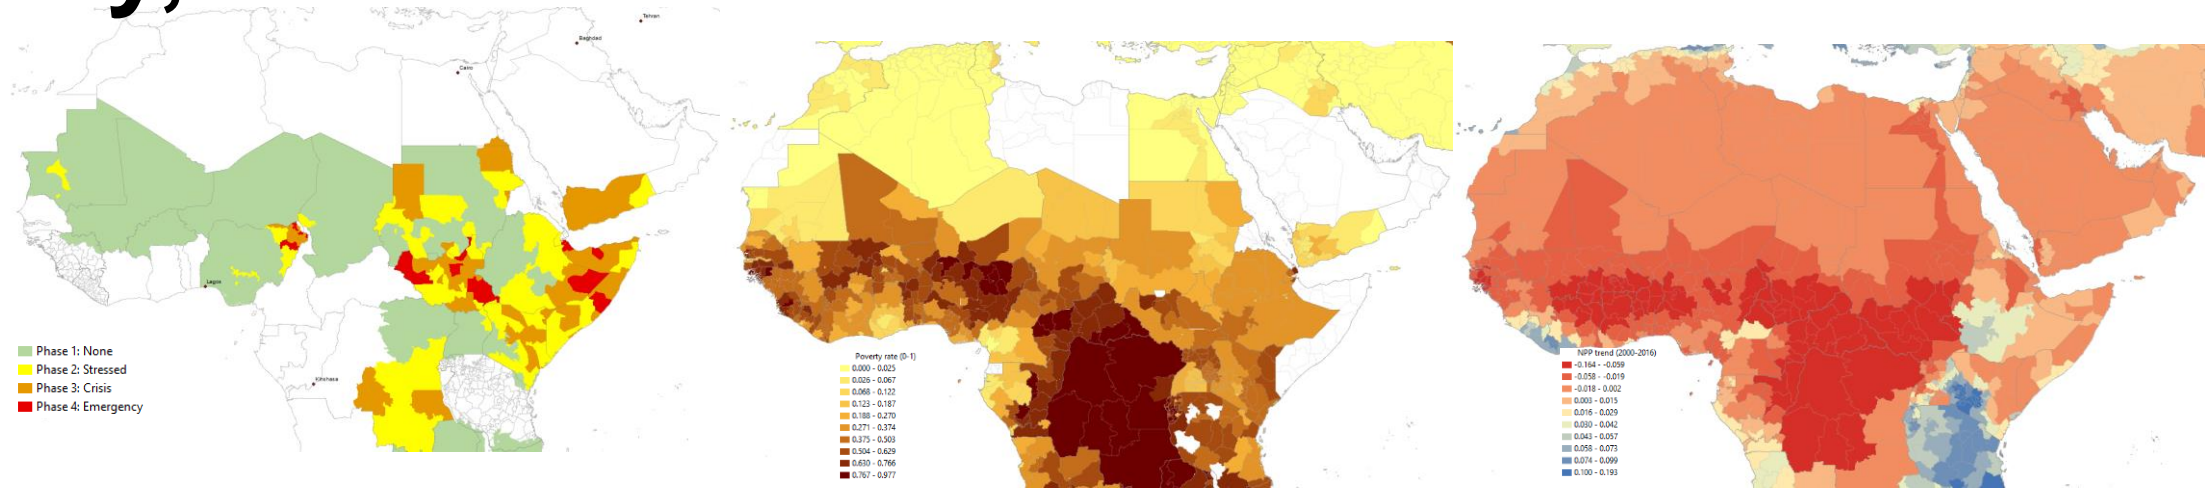 y,
Tehran
Baghdad
Cairo
Lagos
Kinshasa
Phase 1: None
Phase 2: Stressed
Phase 3: Crisis
Phase 4: Emergency
Poverty rate (0-1)
0.000 - 0.025
0.026 - 0.067
0.068 - 0.122
0.123 - 0.187
0.188 - 0.270
0.271 - 0.374
0.375 - 0.503
0.504 - 0.629
0.630 - 0.766
0.767 - 0.977
NPP trend (2000-2016)
-0.164 - -0.059
-0.058 - -0.019
-0.018 - 0.002
0.003 - 0.015
0.016 - 0.029
0.030 - 0.042
0.043 - 0.057
0.058 - 0.073
0.074 - 0.099
0.100 - 0.193